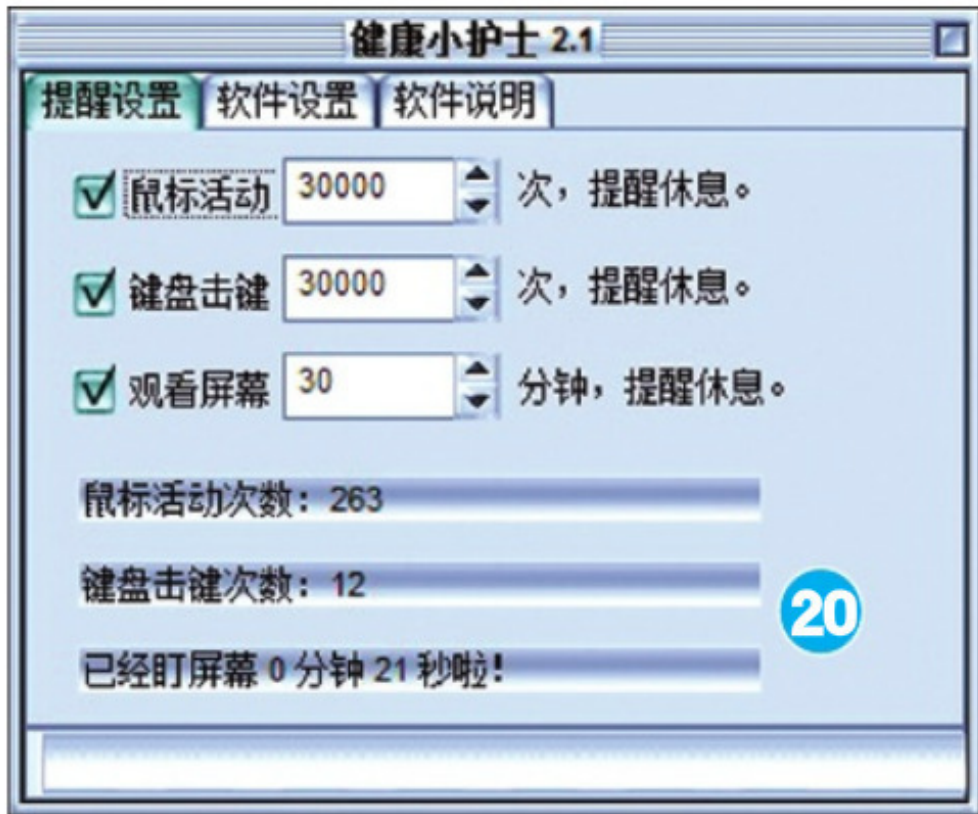 健康小护士 2.1
提醒设置 软件设置 软件说明
鼠标活动 30000 次，提醒休息。
键盘击键 30000 次，提醒休息。
观看屏幕 30 分钟，提醒休息。
鼠标活动次数：263
键盘击键次数：12
20
已经盯屏幕 0 分钟 21 秒啦！